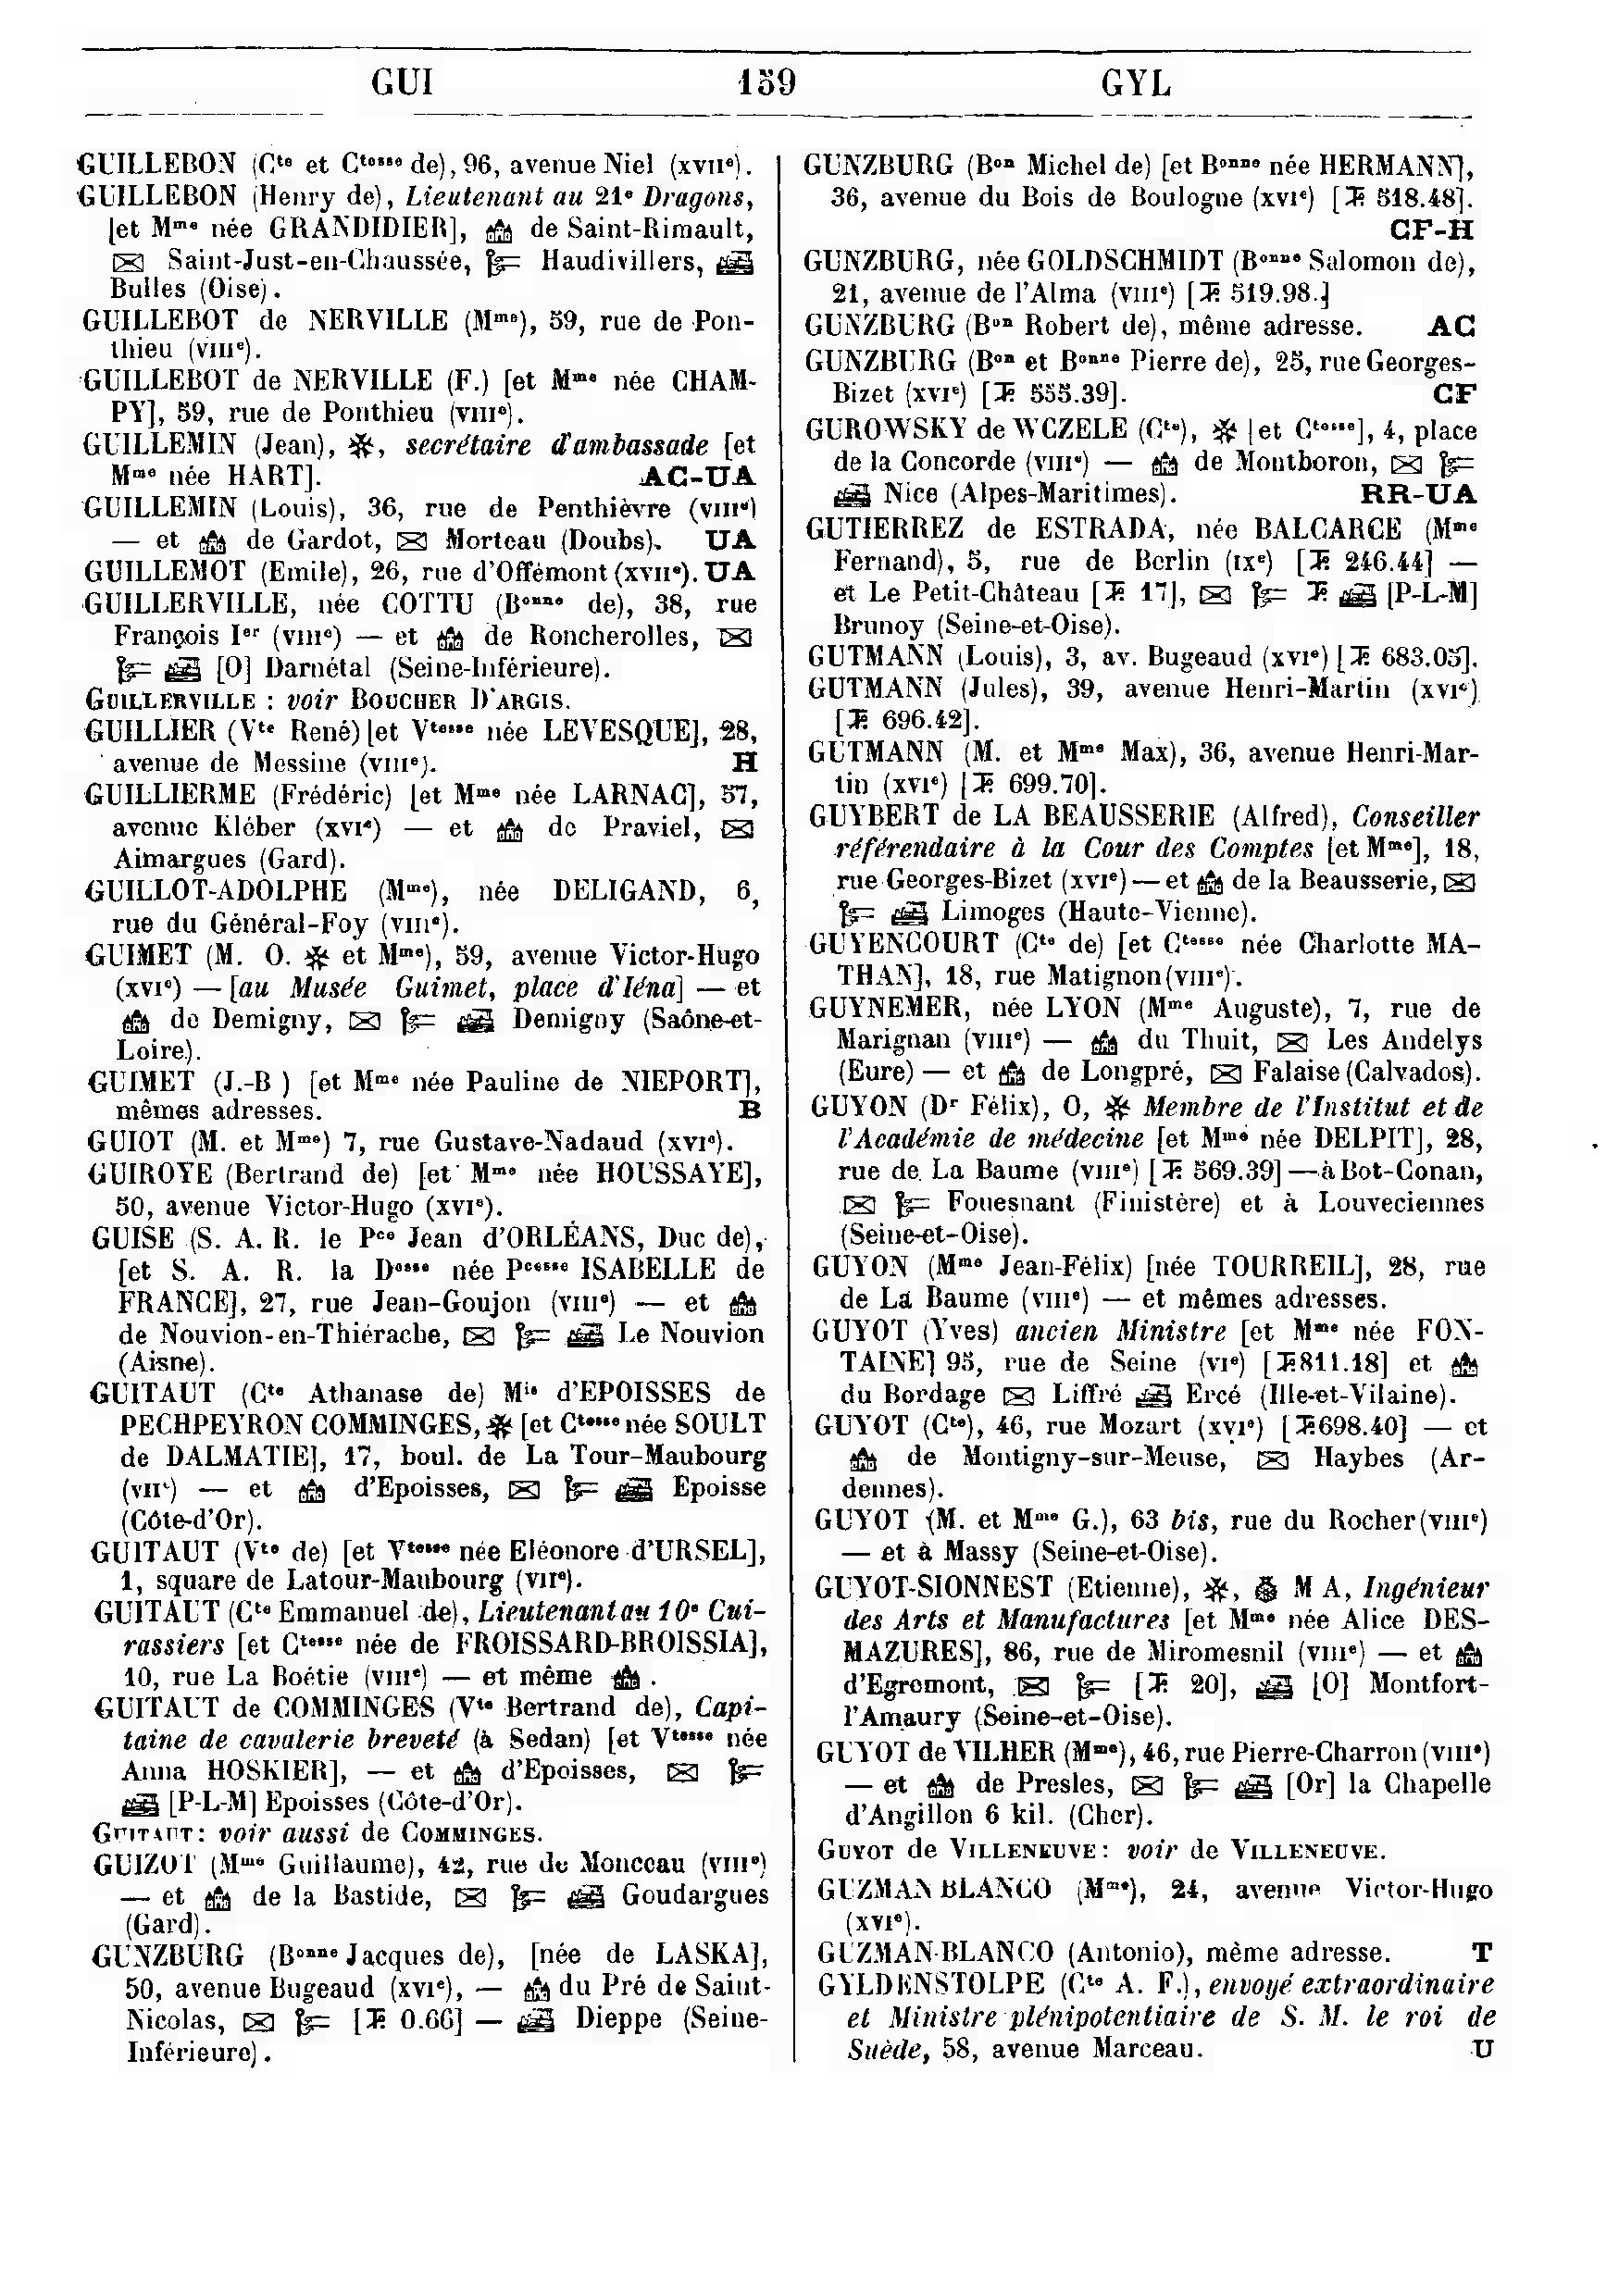 GUI 159 GYL
GUILLEBON (Cte et Ctesse de), 96, avenue Niel (XVIIe).
GUILLEBON (Henry de), Lieutenant au 21e Dragons,
[et Mme née GRANDIDIER], de Saint-Rimault,
Saint-Just-en-Chaussée, Haudivillers,
Bulles (Oise).
GUILLEBOT de NERVILLE (Mme), 59, rue de Pon-
thieu (VIIIe).
GUILLEBOT de NERVILLE (F.) [et Mme née CHAM-
PY], 59, rue de Ponthieu (VIIIe).
GUILLEMIN (Jean), ✻, secrétaire d'ambassade [et
Mme née HART]. AC-UA
GUILLEMIN (Louis), 36, rue de Penthièvre (VIIIe)
— et de Gardot, Morteau (Doubs). UA
GUILLEMOT (Emile), 26, rue d'Offémont (XVIIe). UA
GUILLERVILLE, née COTTU (Bonne de), 38, rue
François Ier (VIIIe) — et de Roncherolles,
[O] Darnétal (Seine-Inférieure).
GUILLERVILLE : voir BOUCHER D'ARGIS.
GUILLIER (Vte René) [et Vtesse née LEVESQUE], 28,
avenue de Messine (VIIIe). H
GUILLIERME (Frédéric) [et Mme née LARNAC], 57,
avenue Kléber (XVIe) — et de Praviel,
Aimargues (Gard).
GUILLOT-ADOLPHE (Mme), née DELIGAND, 6,
rue du Général-Foy (VIIIe).
GUIMET (M. O. ✻ et Mme), 59, avenue Victor-Hugo
(XVIe) — [au Musée Guimet, place d'Iéna] — et
de Demigny, Demigny (Saône-et-
Loire).
GUIMET (J.-B ) [et Mme née Pauline de NIEPORT],
mêmes adresses. B
GUIOT (M. et Mme) 7, rue Gustave-Nadaud (XVIe).
GUIROYE (Bertrand de) [et Mme née HOUSSAYE],
50, avenue Victor-Hugo (XVIe).
GUISE (S. A. R. le Pce Jean d'ORLÉANS, Duc de),
[et S. A. R. la Desse née Pcesse ISABELLE de
FRANCE], 27, rue Jean-Goujon (VIIIe) — et
de Nouvion-en-Thiérache, Le Nouvion
(Aisne).
GUITAUT (Cte Athanase de) Mis d'EPOISSES de
PECHPEYRON COMMINGES, ✻ [et Ctesse née SOULT
de DALMATIE], 17, boul. de La Tour-Maubourg
(VIIe) — et d'Epoisses, Epoisse
(Côte-d'Or).
GUITAUT (Vte de) [et Vtesse née Eléonore d'URSEL],
1, square de Latour-Maubourg (VIIe).
GUITAUT (Cte Emmanuel de), Lieutenant au 10e Cui-
rassiers [et Ctesse née de FROISSARD-BROISSIA],
10, rue La Boétie (VIIIe) — et même .
GUITAUT de COMMINGES (Vte Bertrand de), Capi-
taine de cavalerie breveté (à Sedan) [et Vtesse née
Anna HOSKIER], — et d'Epoisses,
[P-L-M] Epoisses (Côte-d'Or).
GUITAUT : voir aussi de COMMINGES.
GUIZOT (Mme Guillaume), 42, rue de Monceau (VIIIe)
— et de la Bastide, Goudargues
(Gard).
GUNZBURG (Bonne Jacques de), [née de LASKA],
50, avenue Bugeaud (XVIe), — du Pré de Saint-
Nicolas, [T. 0.66] — Dieppe (Seine-
Inférieure).
GUNZBURG (Bon Michel de) [et Bonne née HERMANN],
36, avenue du Bois de Boulogne (XVIe) [T. 518.48].
CF-H
GUNZBURG, née GOLDSCHMIDT (Bonne Salomon de),
21, avenue de l'Alma (VIIIe) [T. 519.98.]
GUNZBURG (Bon Robert de), même adresse. AC
GUNZBURG (Bon et Bonne Pierre de), 25, rue Georges-
Bizet (XVIe) [T. 555.39]. CF
GUROWSKY de WCZELE (Cte), ✻ [et Ctesse], 4, place
de la Concorde (VIIIe) — de Montboron,
Nice (Alpes-Maritimes). RR-UA
GUTIERREZ de ESTRADA, née BALCARCE (Mme
Fernand), 5, rue de Berlin (IXe) [T. 246.44] —
et Le Petit-Château [T. 17], T. [P-L-M]
Brunoy (Seine-et-Oise).
GUTMANN (Louis), 3, av. Bugeaud (XVIe) [T. 683.05].
GUTMANN (Jules), 39, avenue Henri-Martin (XVIe)
[T. 696.42].
GUTMANN (M. et Mme Max), 36, avenue Henri-Mar-
tin (XVIe) [T. 699.70].
GUYBERT de LA BEAUSSERIE (Alfred), Conseiller
référendaire à la Cour des Comptes [et Mme], 18,
rue Georges-Bizet (XVIe) — et de la Beausserie,
Limoges (Haute-Vienne).
GUYENCOURT (Cte de) [et Ctesse née Charlotte MA-
THAN], 18, rue Matignon (VIIIe).
GUYNEMER, née LYON (Mme Auguste), 7, rue de
Marignan (VIIIe) — du Thuit, Les Andelys
(Eure) — et de Longpré, Falaise (Calvados).
GUYON (Dr Félix), O, ✻ Membre de l'Institut et de
l'Académie de médecine [et Mme née DELPIT], 28,
rue de La Baume (VIIIe) [T. 569.39] — à Bot-Conan,
Fouesnant (Finistère) et à Louveciennes
(Seine-et-Oise).
GUYON (Mme Jean-Félix) [née TOURREIL], 28, rue
de La Baume (VIIIe) — et mêmes adresses.
GUYOT (Yves) ancien Ministre [et Mme née FON-
TAINE] 95, rue de Seine (VIe) [T. 811.18] et
du Bordage Liffré Ercé (Ille-et-Vilaine).
GUYOT (Cte), 46, rue Mozart (XVIe) [T. 698.40] — et
de Montigny-sur-Meuse, Haybes (Ar-
dennes).
GUYOT (M. et Mme G.), 63 bis, rue du Rocher (VIIIe)
— et à Massy (Seine-et-Oise).
GUYOT-SIONNEST (Etienne), ✻, M A, Ingénieur
des Arts et Manufactures [et Mme née Alice DES-
MAZURES], 86, rue de Miromesnil (VIIIe) — et
d'Egremont, [T. 20], [O] Montfort-
l'Amaury (Seine-et-Oise).
GUYOT de VILHER (Mme), 46, rue Pierre-Charron (VIIIe)
— et de Presles, [Or] la Chapelle
d'Angillon 6 kil. (Cher).
GUYOT de VILLENEUVE : voir de VILLENEUVE.
GUZMAN BLANCO (Mme), 24, avenue Victor-Hugo
(XVIe).
GUZMAN-BLANCO (Antonio), même adresse. T
GYLDENSTOLPE (Cte A. F.), envoyé extraordinaire
et Ministre plénipotentiaire de S. M. le roi de
Suède, 58, avenue Marceau. U